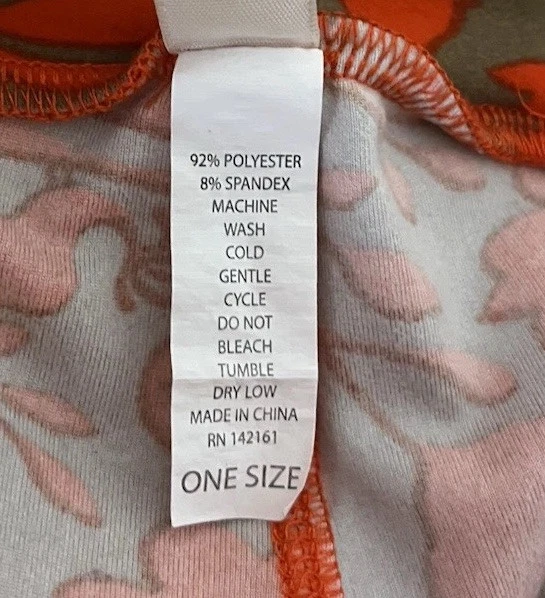 92% POLYESTER
8% SPANDEX
MACHINE
WASH
COLD
GENTLE
CYCLE
DO NOT
BLEACH
TUMBLE
DRY LOW
MADE IN CHINA
RN 142161
ONE SIZE